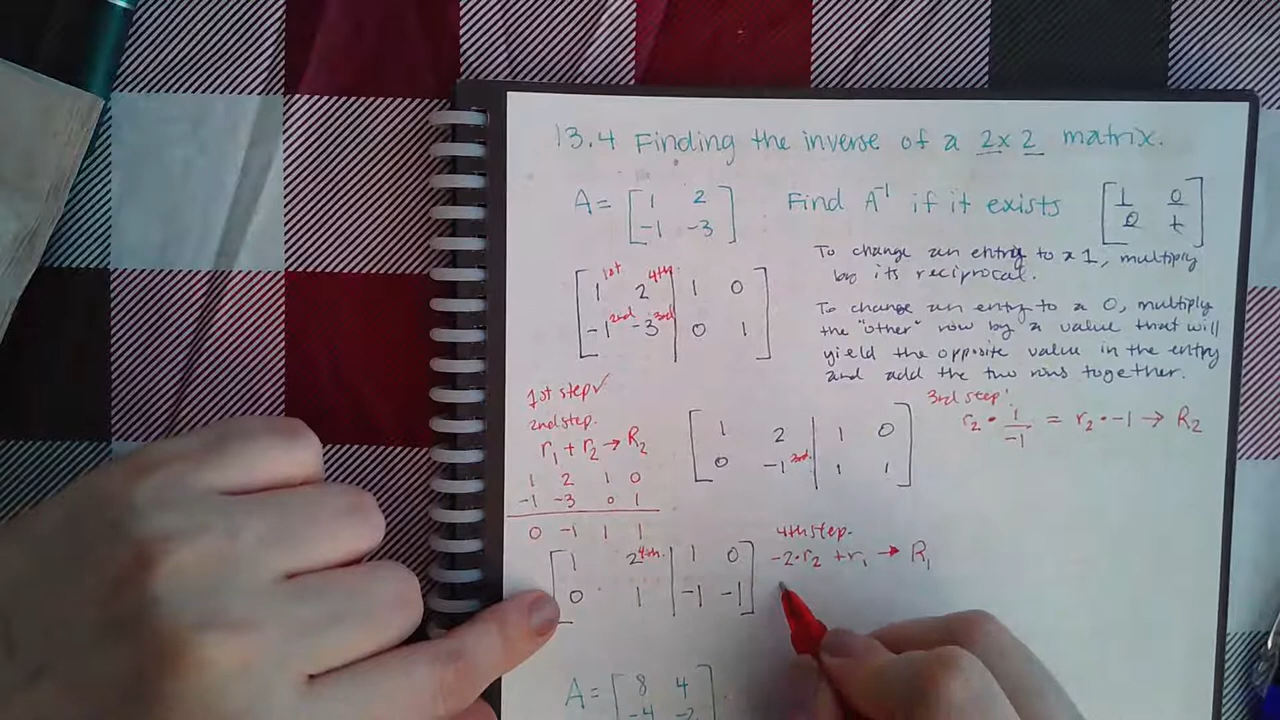 13.4 Finding the inverse of a 2x2 matrix.
A = [ 1 2
-1 -3 ]
Find A⁻¹ if it exists
[ 1 0
0 1 ]
To change an entry to a 1, multiply
by its reciprocal.
To change an entry to a 0, multiply
the "other" row by a value that will
yield the opposite value in the entry
and add the two rows together.
[ 1 1st 2 4th | 1 0
-1 2nd -3 3rd | 0 1 ]
1st step ✓
2nd step.
r₁ + r₂ → R₂
1 2 1 0
-1 -3 0 1
0 -1 1 1
[ 1 2 | 1 0
0 -1 3rd | 1 1 ]
3rd step:
r₂ · 1/-1 = r₂ · -1 → R₂
[ 1 2 4th. | 1 0
0 1 | -1 -1 ]
4th step.
-2·r₂ + r₁ → R₁
A = [ 8 4
-4 -2